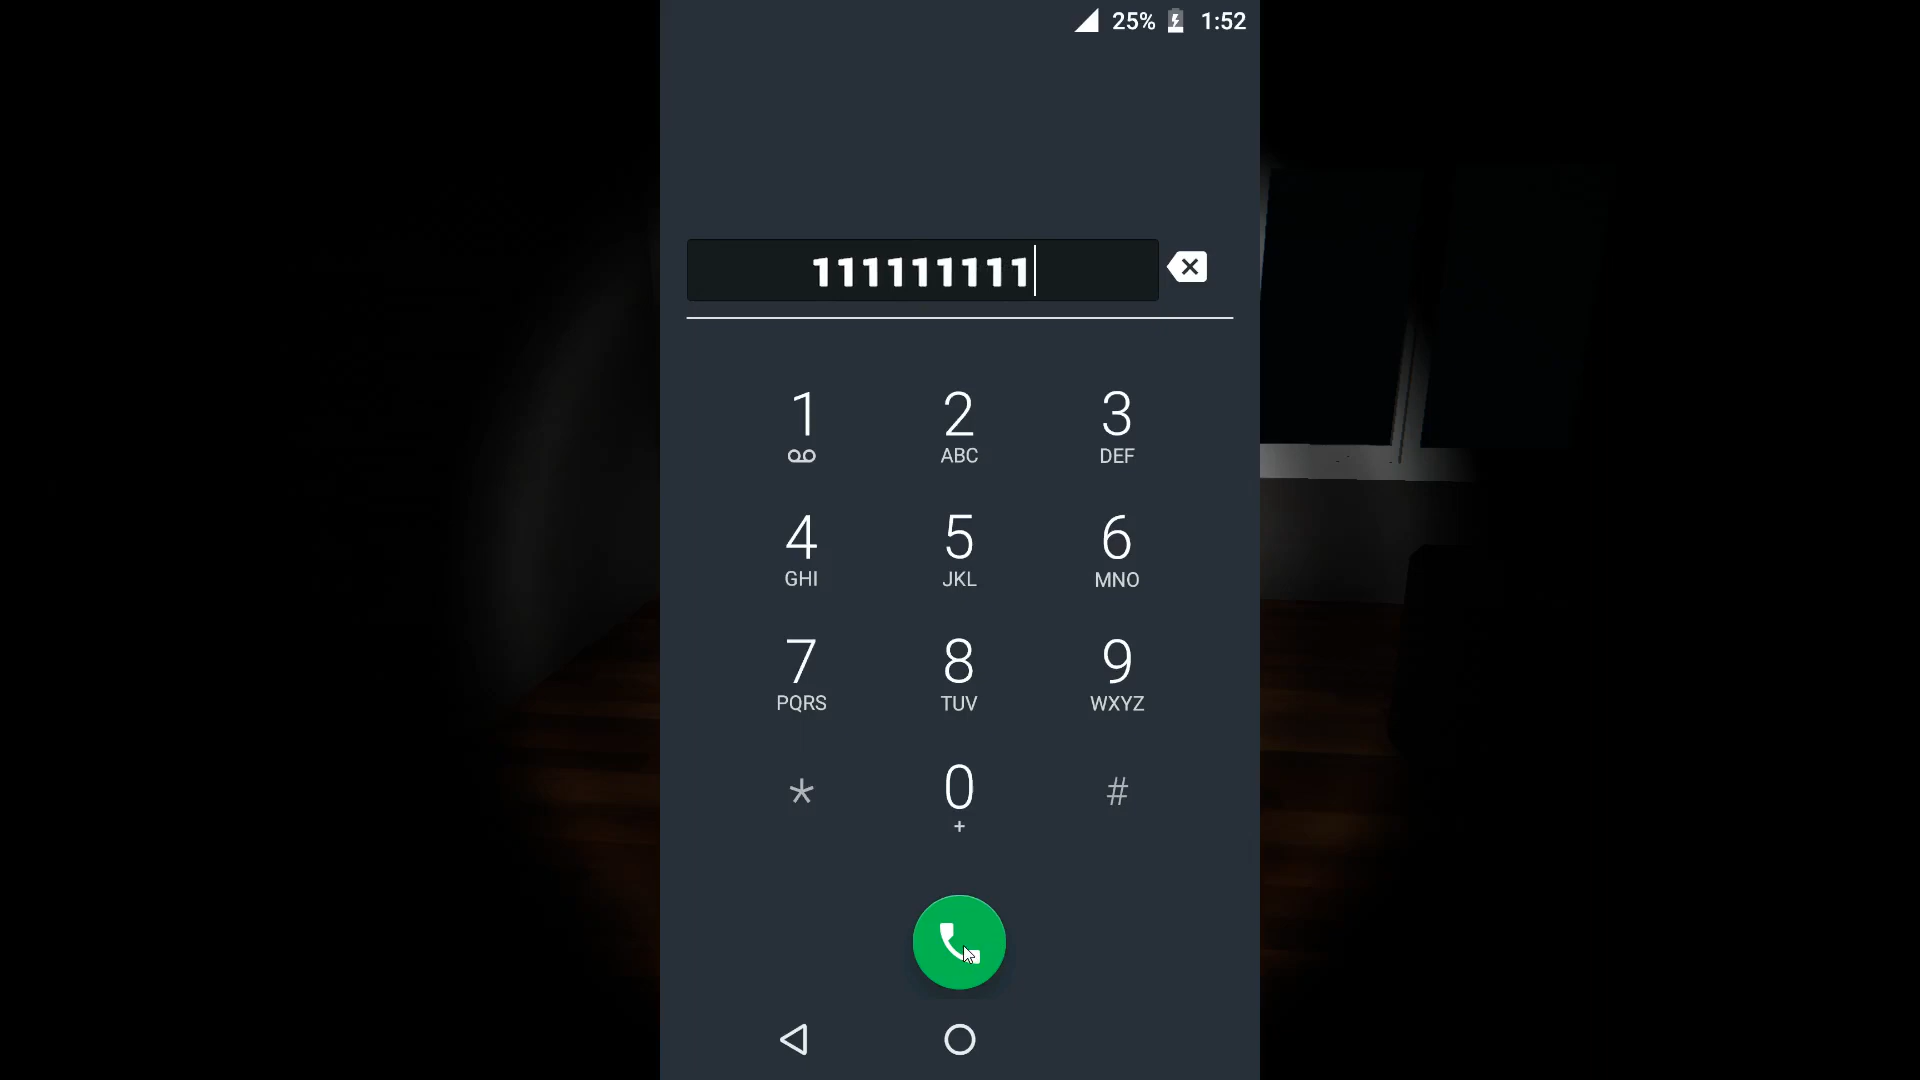 25% 1:52
111111111
1 2 3
ABC DEF
4 5 6
GHI JKL MNO
7 8 9
PQRS TUV WXYZ
* 0 #
+